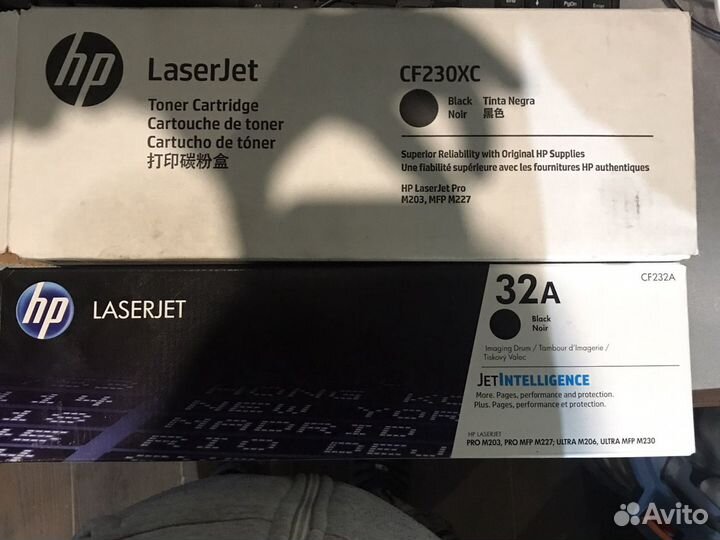 hp
LaserJet
Toner Cartridge
Cartouche de toner
Cartucho de tóner
打印碳粉盒
CF230XC
Black Tinta Negra
Noir 黑色
Superior Reliability with Original HP Supplies
Une fiabilité supérieure avec les fournitures HP authentiques
HP LaserJet Pro
M203, MFP M227
hp
LASERJET
32A
CF232A
Black
Noir
Imaging Drum / Tambour d'Imagerie /
Tiskový Valec
JETINTELLIGENCE
More. Pages, performance and protection.
Plus. Pages, performance et protection.
HP LASERJET
PRO M203, PRO MFP M227; ULTRA M206, ULTRA MFP M230
Avito